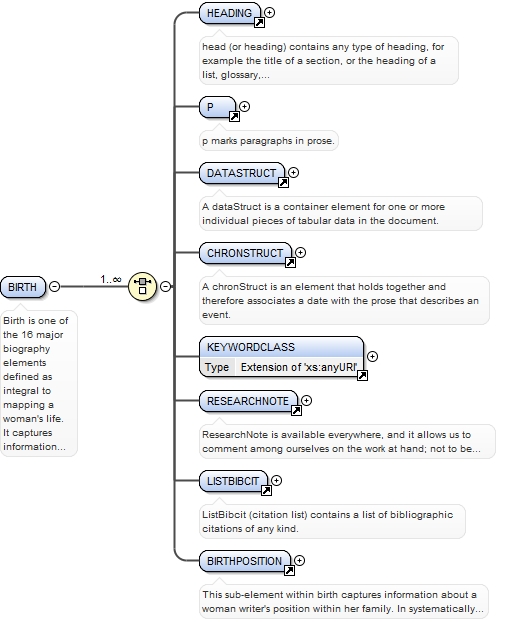 HEADING
head (or heading) contains any type of heading, for
example the title of a section, or the heading of a
list, glossary,...
P
p marks paragraphs in prose.
DATASTRUCT
A dataStruct is a container element for one or more
individual pieces of tabular data in the document.
CHRONSTRUCT
A chronStruct is an element that holds together and
therefore associates a date with the prose that describes an
event.
1..∞
BIRTH
Birth is one of
the 16 major
biography
elements
defined as
integral to
mapping a
woman's life.
It captures
information...
KEYWORDCLASS
Type Extension of 'xs:anyURI'
RESEARCHNOTE
ResearchNote is available everywhere, and it allows us to
comment among ourselves on the work at hand; not to be...
LISTBIBCIT
ListBibcit (citation list) contains a list of bibliographic
citations of any kind.
BIRTHPOSITION
This sub-element within birth captures information about a
woman writer's position within her family. In systematically...